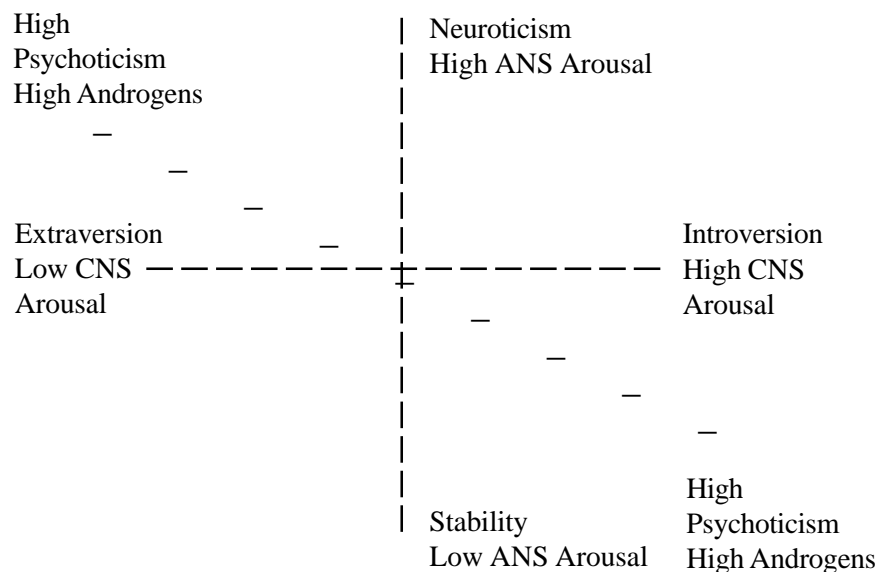 High
Psychoticism
High Androgens
Neuroticism
High ANS Arousal
Extraversion
Low CNS
Arousal
Introversion
High CNS
Arousal
Stability
Low ANS Arousal
High
Psychoticism
High Androgens